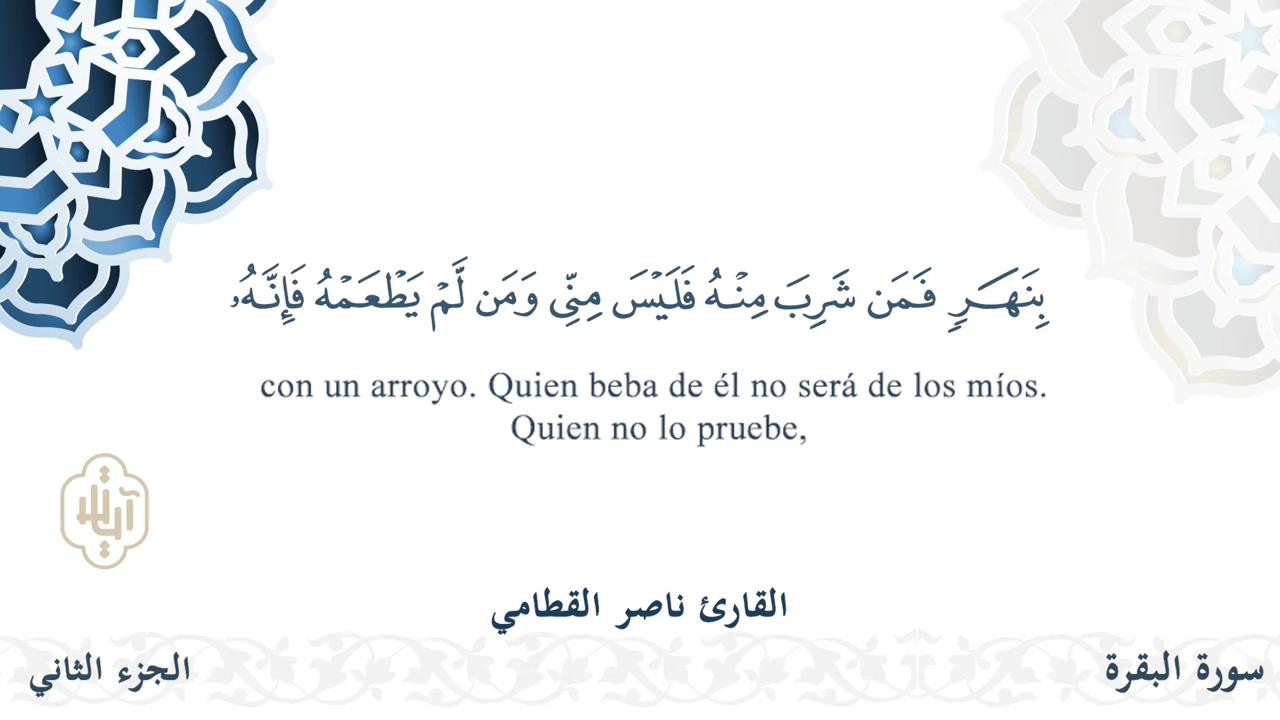 بِنَهَرٍ فَمَن شَرِبَ مِنْهُ فَلَيْسَ مِنِّي وَمَن لَّمْ يَطْعَمْهُ فَإِنَّهُۥ
con un arroyo. Quien beba de él no será de los míos.
Quien no lo pruebe,
القارئ ناصر القطامي
سورة البقرة
الجزء الثاني